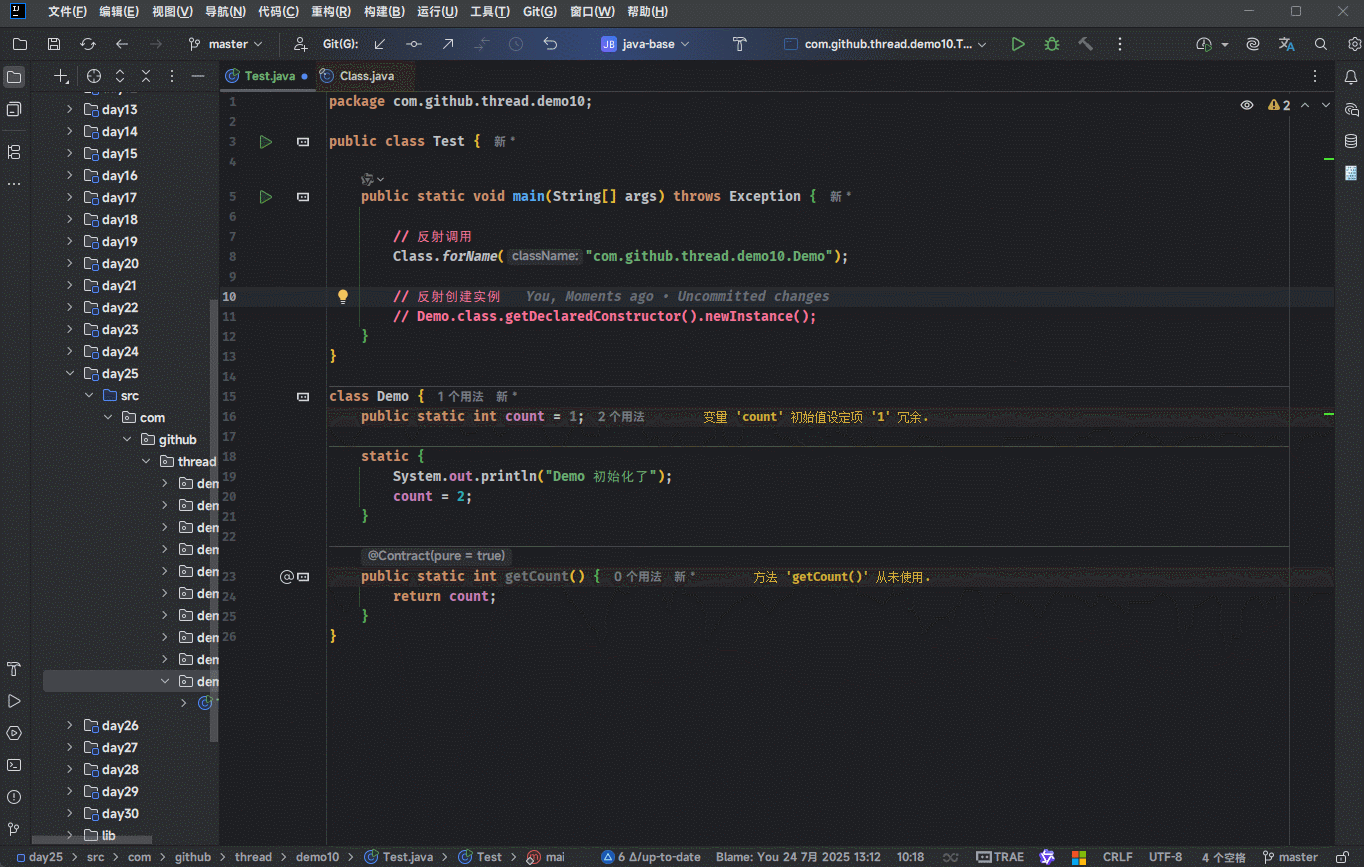 文件(F) 编辑(E) 视图(V) 导航(N) 代码(C) 重构(R) 构建(B) 运行(U) 工具(T) Git(G) 窗口(W) 帮助(H)
master Git(G): JB java-base com.github.thread.demo10.T...
Test.java Class.java
day13
day14
day15
day16
day17
day18
day19
day20
day21
day22
day23
day24
day25
src
com
github
thread
den
den
den
den
den
den
den
den
den
den
day26
day27
day28
day29
day30
lib
2
1 package com.github.thread.demo10;
2
3 public class Test { 新 *
4
5 public static void main(String[] args) throws Exception { 新 *
6
7 // 反射调用
8 Class.forName( className: "com.github.thread.demo10.Demo");
9
10 // 反射创建实例 You, Moments ago • Uncommitted changes
11 // Demo.class.getDeclaredConstructor().newInstance();
12 }
13 }
14
15 class Demo { 1 个用法 新 *
16 public static int count = 1; 2 个用法 变量 'count' 初始值设定项 '1' 冗余.
17
18 static {
19 System.out.println("Demo 初始化了");
20 count = 2;
21 }
22
@Contract(pure = true)
23 public static int getCount() { 0 个用法 新 * 方法 'getCount()' 从未使用.
24 return count;
25 }
26 }
day25 src com github thread demo10 Test.java Test mai 6 Δ/up-to-date Blame: You 24 7月 2025 13:12 10:18 TRAE CRLF UTF-8 4 个空格 master